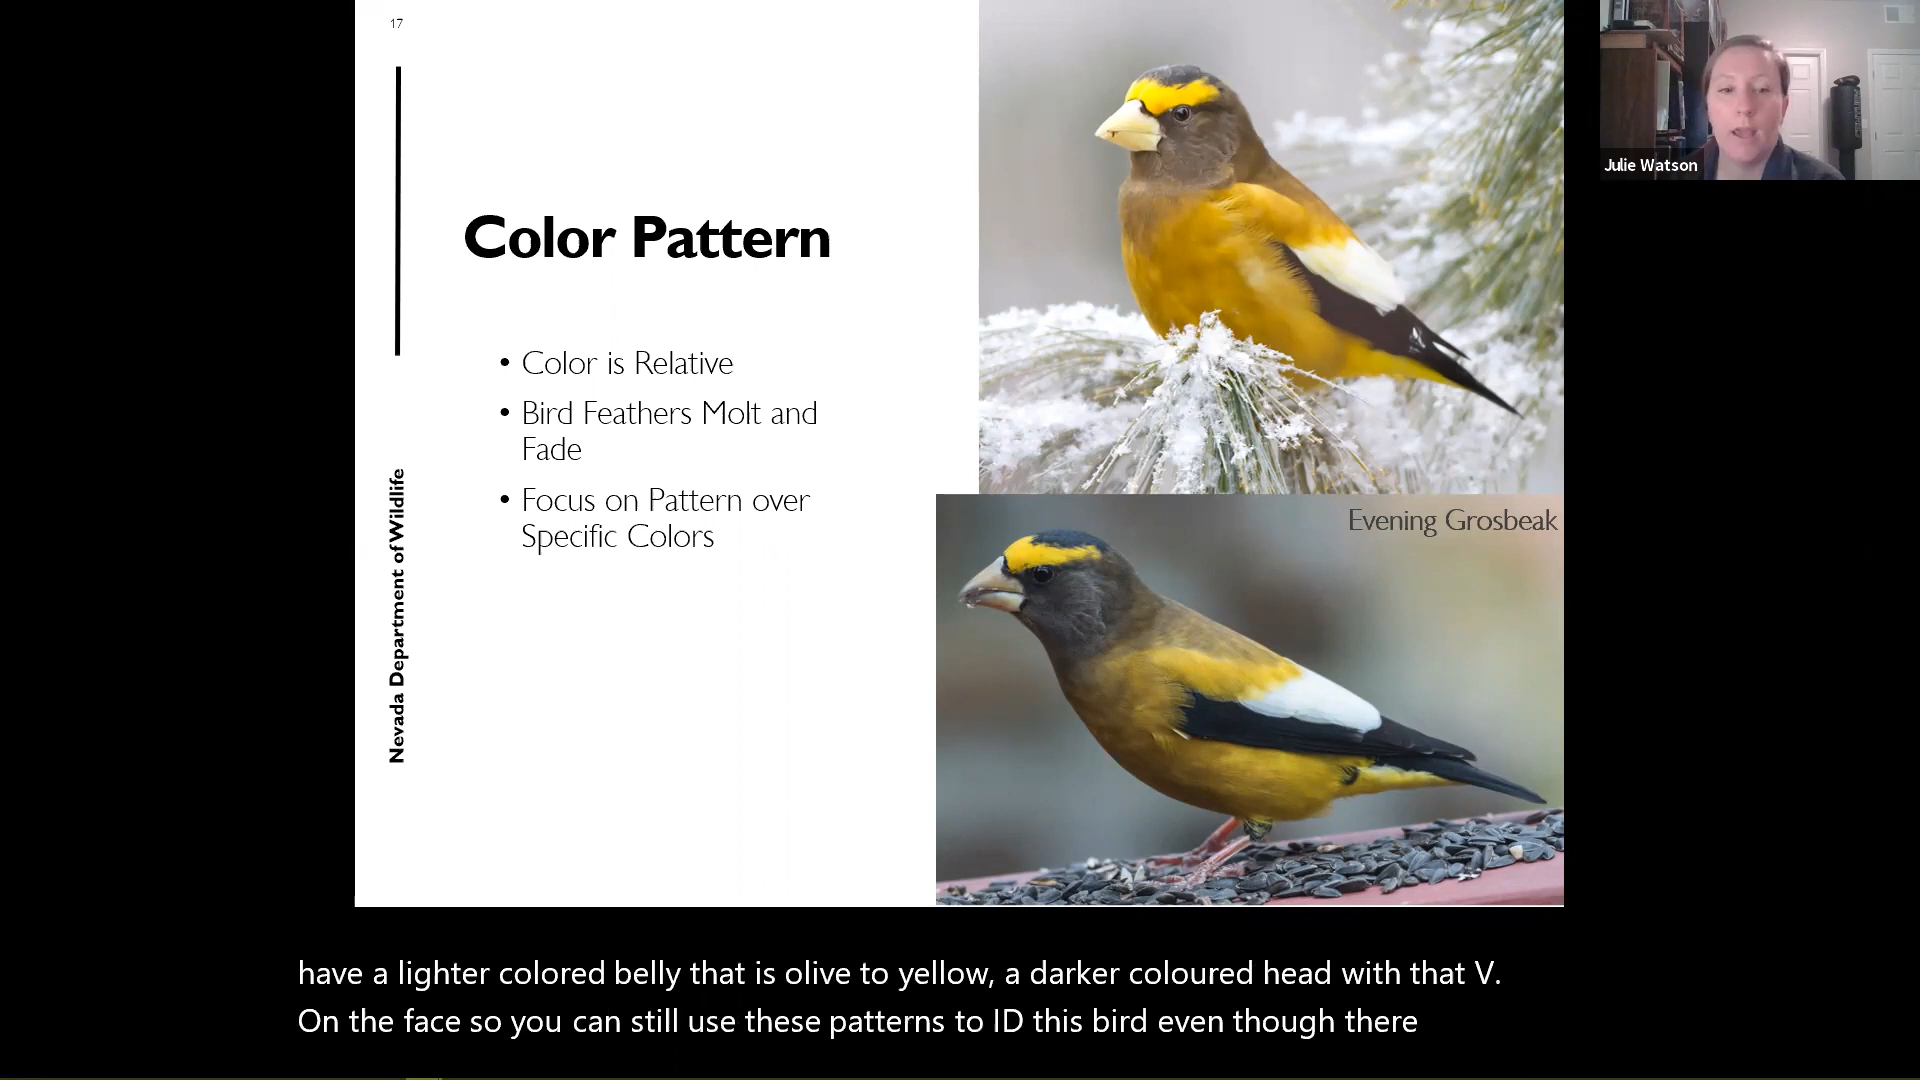 17
Color Pattern
• Color is Relative
• Bird Feathers Molt and
Fade
• Focus on Pattern over
Specific Colors
Nevada Department of Wildlife
Evening Grosbeak
Julie Watson
have a lighter colored belly that is olive to yellow, a darker coloured head with that V.
On the face so you can still use these patterns to ID this bird even though there